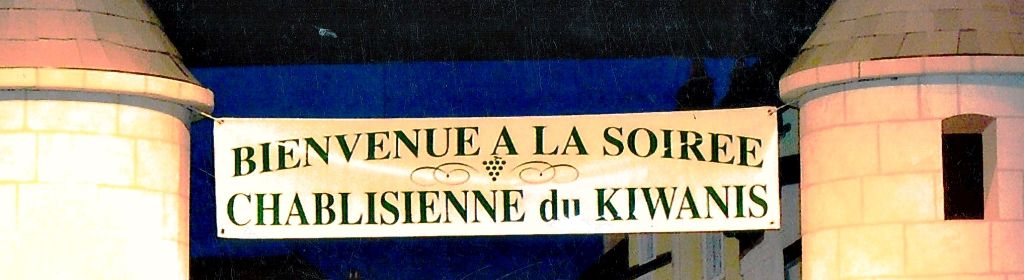 BIENVENUE A LA SOIREE
CHABLISIENNE du KIWANIS